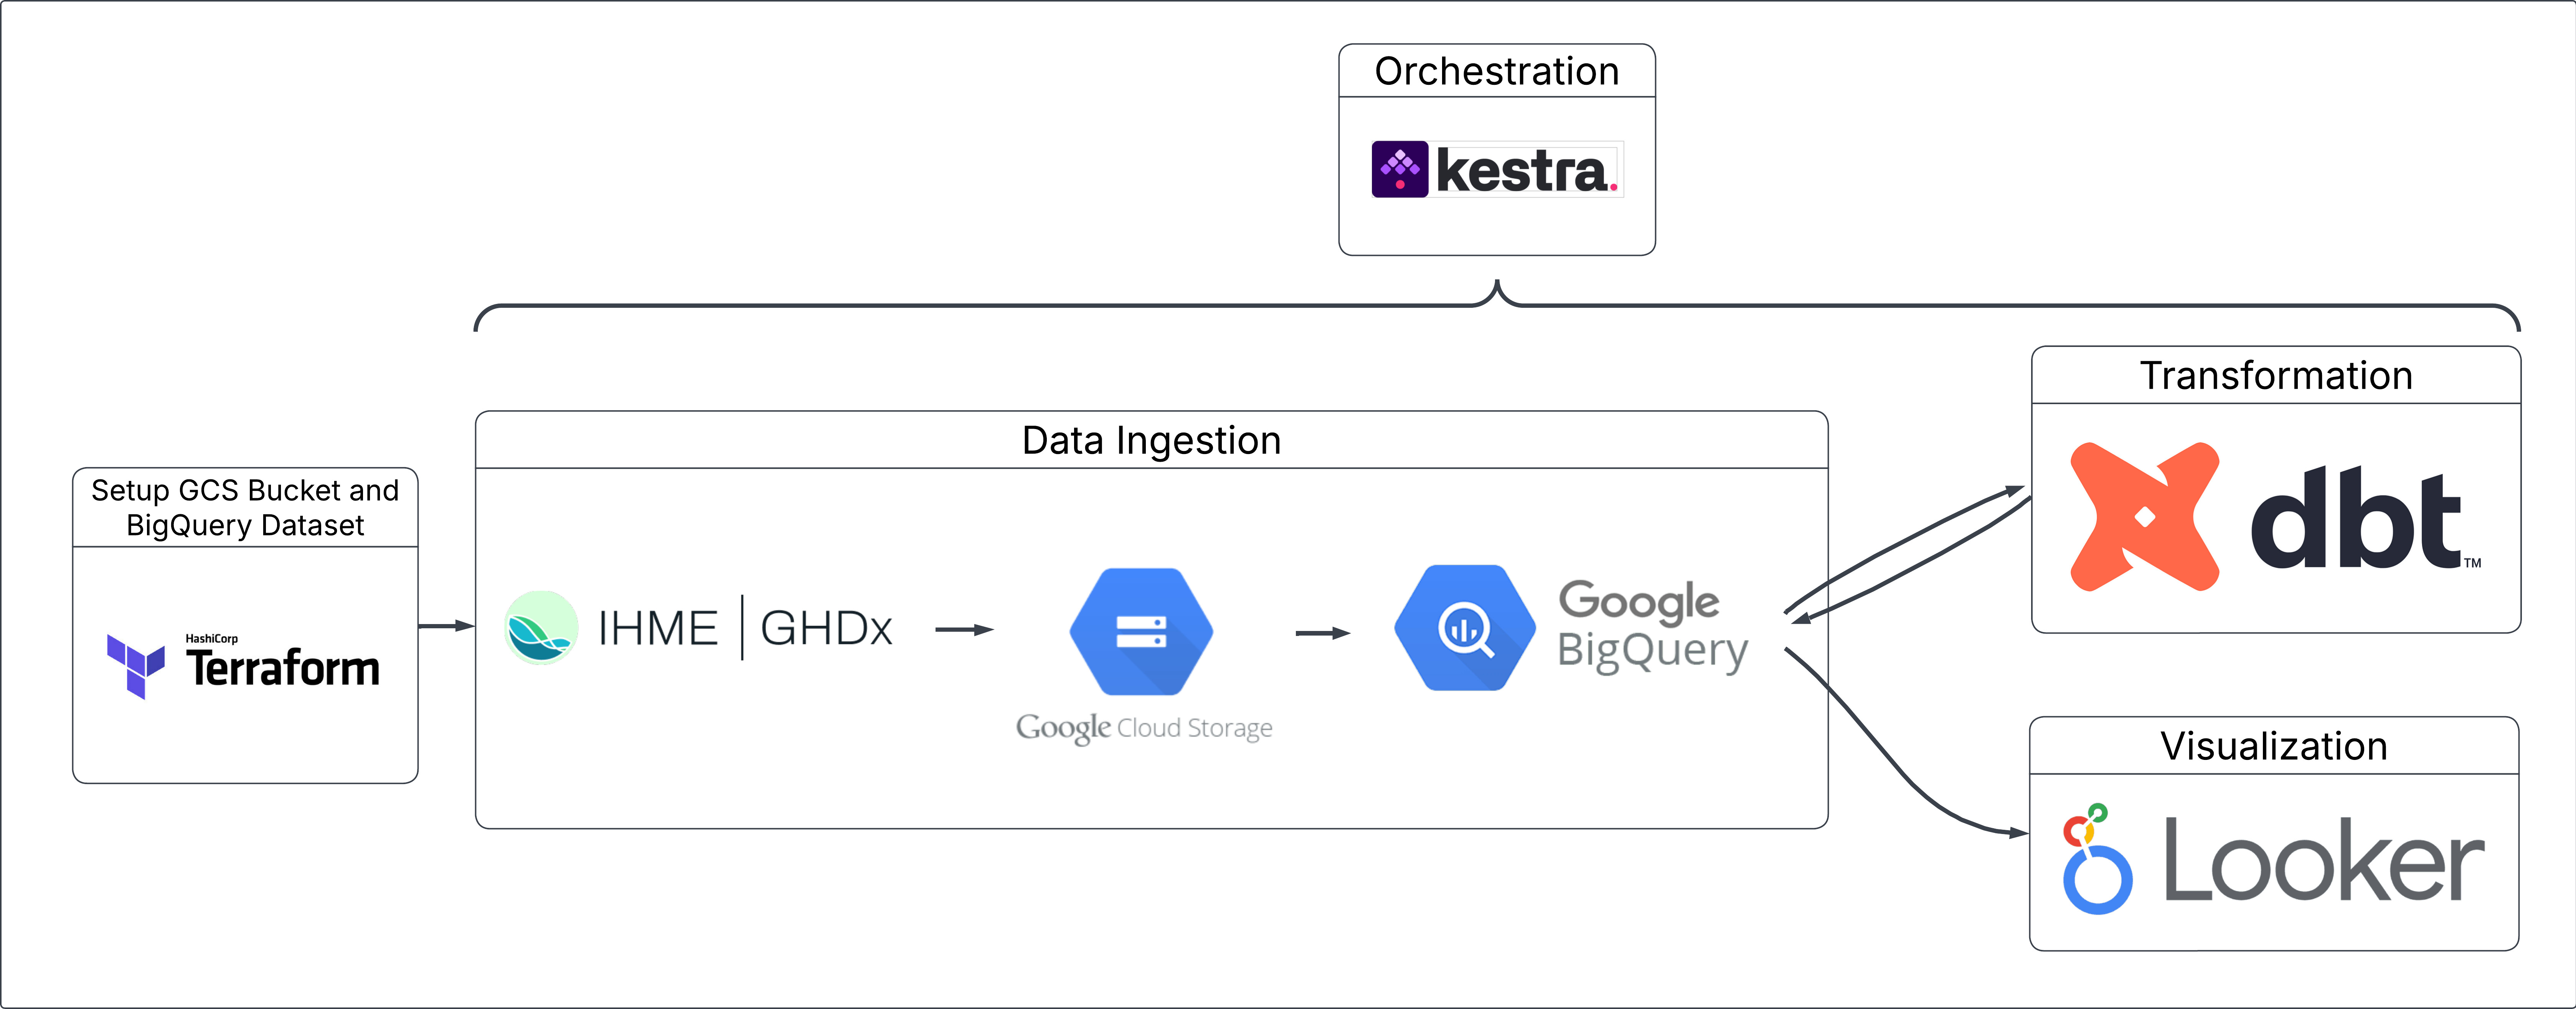 Orchestration
kestra.
Transformation
dbt™
Data Ingestion
Setup GCS Bucket and
BigQuery Dataset
HashiCorp
Terraform
IHME | GHDx
Google Cloud Storage
Google
BigQuery
Visualization
Looker